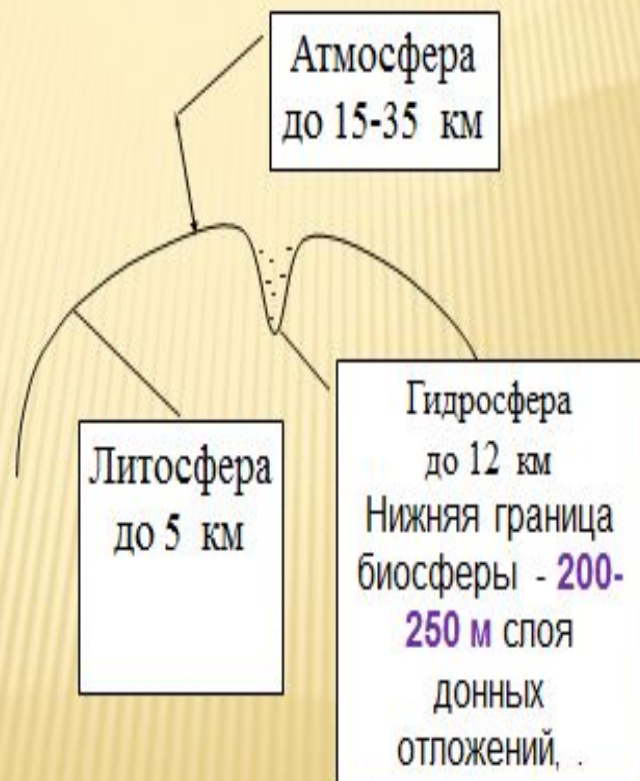 Атмосфера
до 15-35 км
Литосфера
до 5 км
Гидросфера
до 12 км
Нижняя граница
биосферы - 200-
250 м слоя
донных
отложений, .